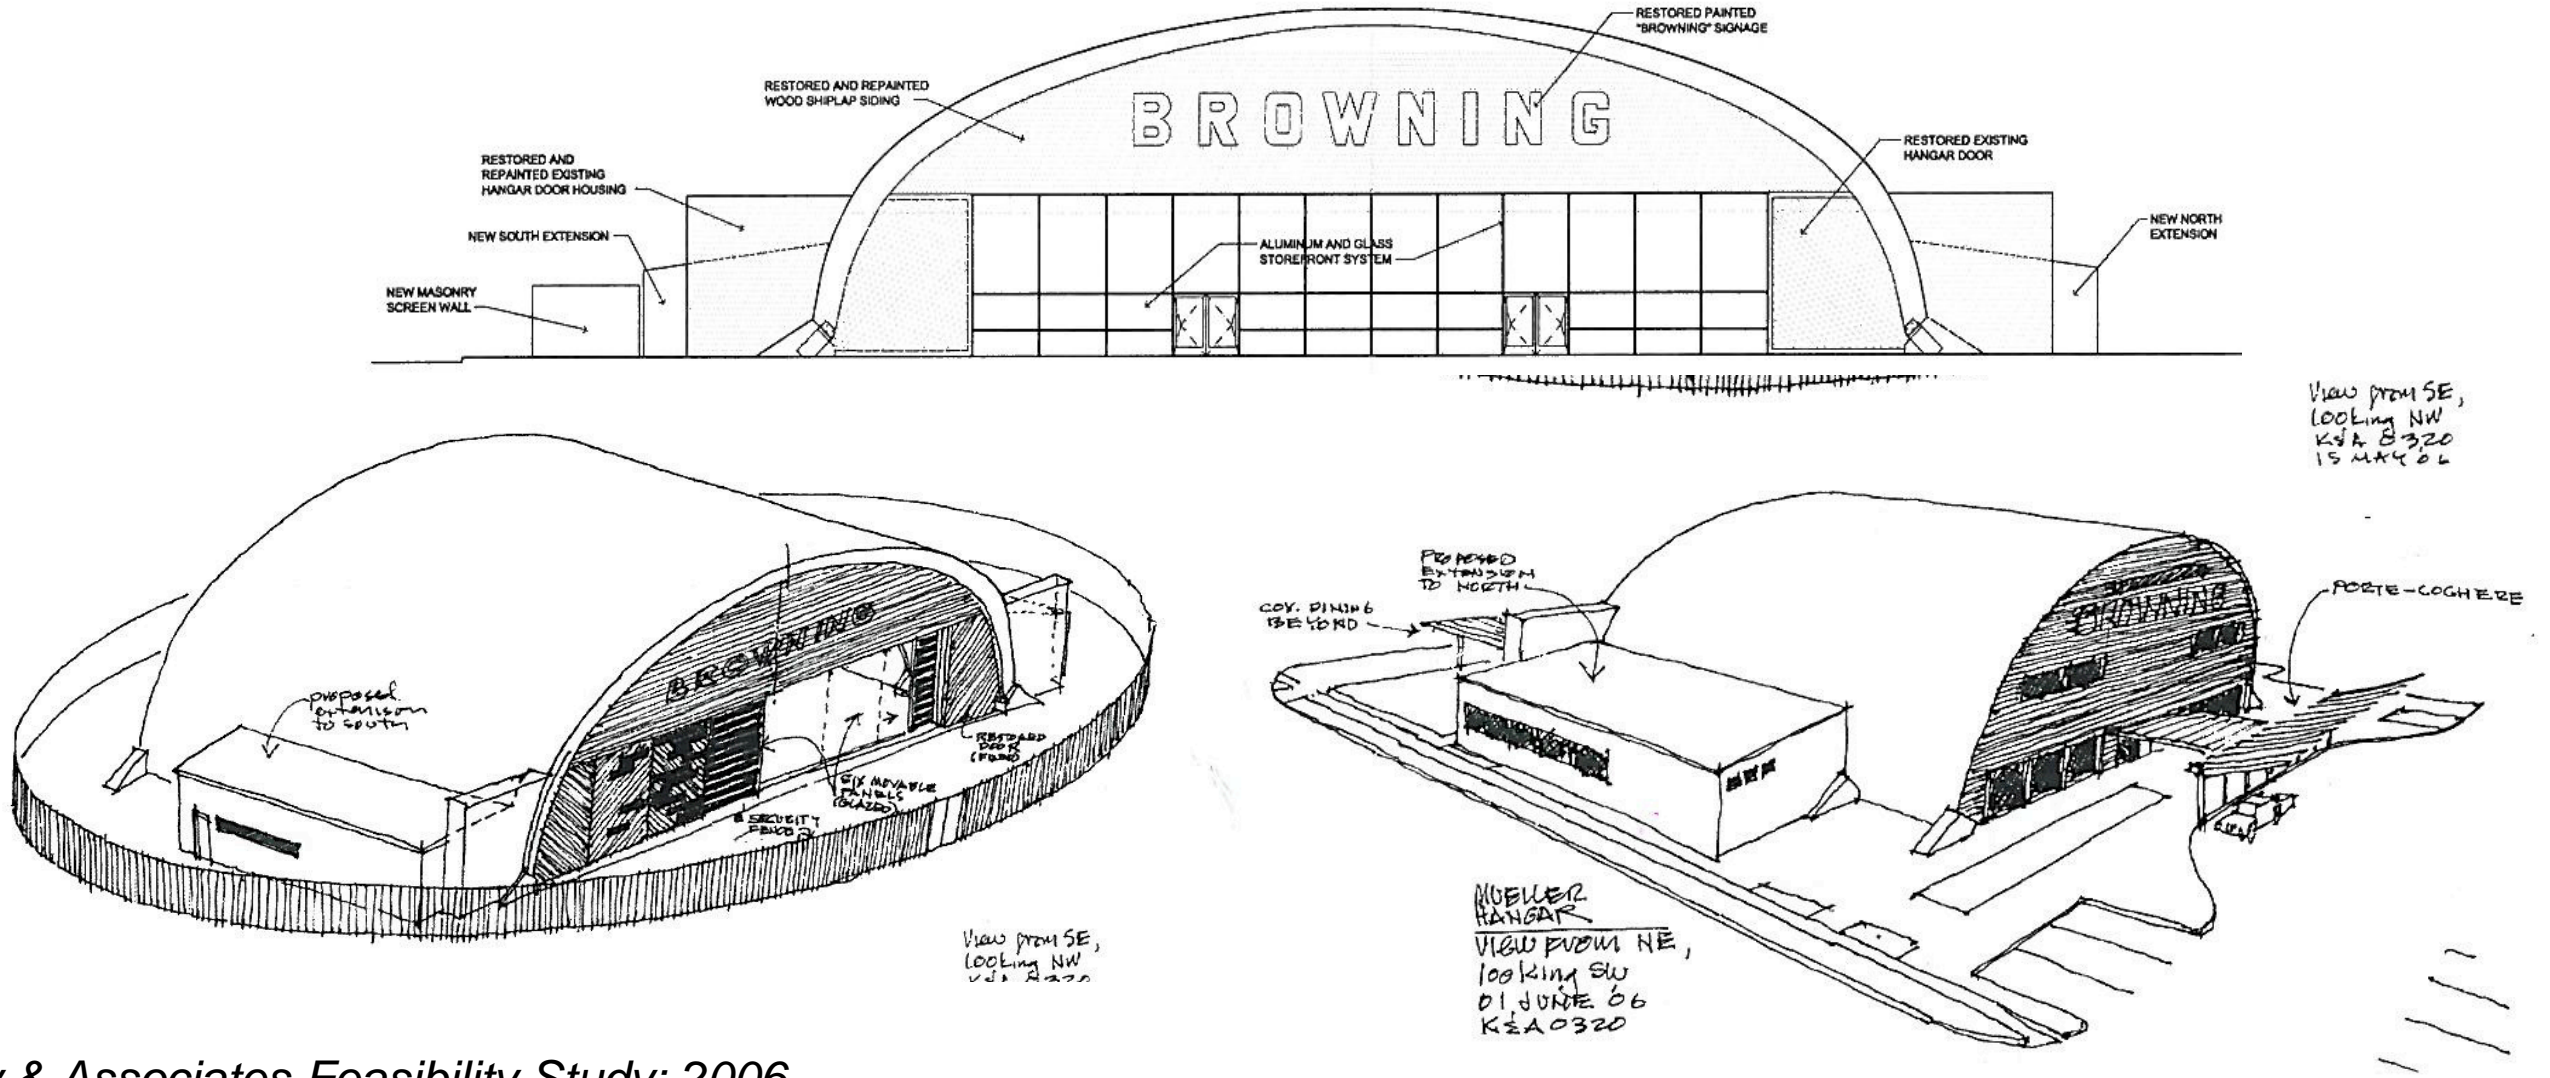 RESTORED PAINTED
"BROWNING" SIGNAGE
RESTORED AND REPAINTED
WOOD SHIPLAP SIDING
BROWNING
RESTORED EXISTING
HANGAR DOOR
RESTORED AND
REPAINTED EXISTING
HANGAR DOOR HOUSING
NEW SOUTH EXTENSION
NEW NORTH
EXTENSION
ALUMINUM AND GLASS
STOREFRONT SYSTEM
NEW MASONRY
SCREEN WALL
View from SE,
looking NW
K&A 0320
15 MAY 06
PROPOSED
EXTENSION
TO NORTH
COV. DINING
BEYOND
BROWNING
PORTE-COCHERE
BROWNING
proposed
extension
to south
RESTORED
DOOR
(FIXED)
SIX MOVABLE
PANELS
(GLAZED)
SECURITY
FENCE
View from SE,
looking NW
K&A 0320
MUELLER
HANGAR
VIEW FROM NE,
looking SW
01 JUNE 06
K&A 0320
& Associates Feasibility Study: 2006